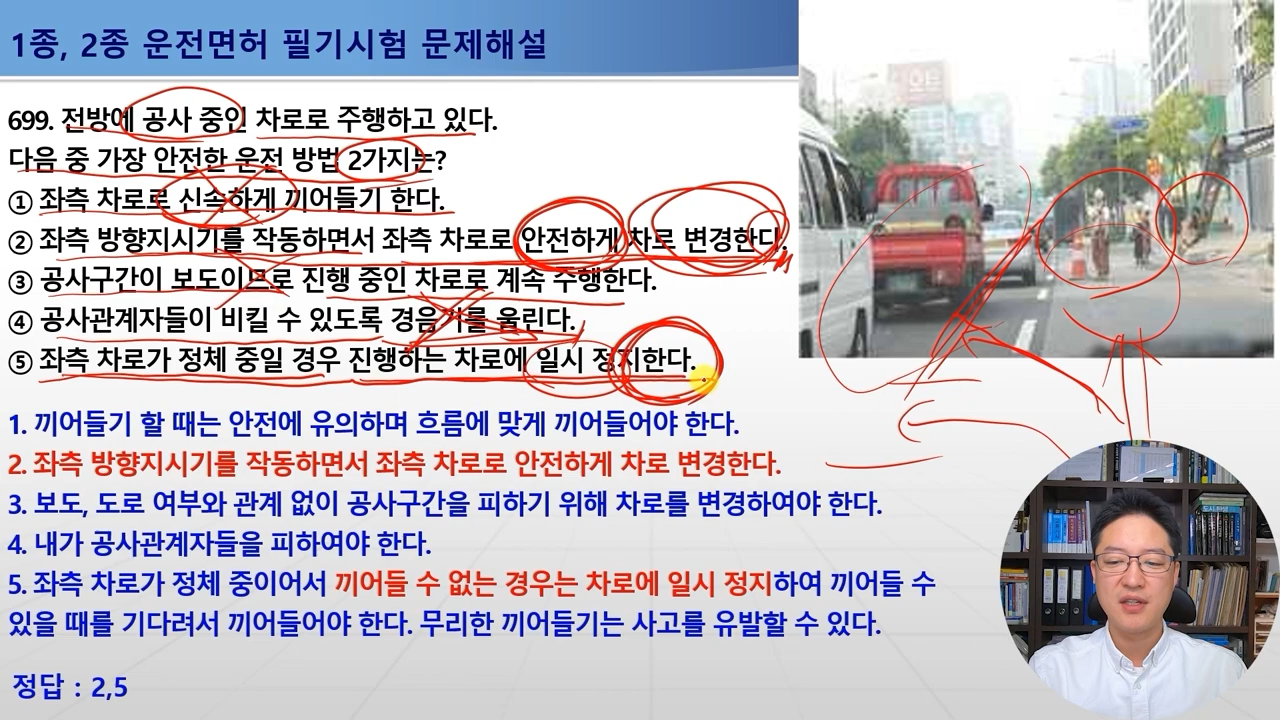 1종, 2종 운전면허 필기시험 문제해설
699. 전방에 공사 중인 차로로 주행하고 있다.
다음 중 가장 안전한 운전 방법 2가지는?
① 좌측 차로로 신속하게 끼어들기 한다.
② 좌측 방향지시기를 작동하면서 좌측 차로로 안전하게 차로 변경한다.
③ 공사구간이 보도이므로 진행 중인 차로로 계속 주행한다.
④ 공사관계자들이 비킬 수 있도록 경음기를 울린다.
⑤ 좌측 차로가 정체 중일 경우 진행하는 차로에 일시 정지한다.
1. 끼어들기 할 때는 안전에 유의하며 흐름에 맞게 끼어들어야 한다.
2. 좌측 방향지시기를 작동하면서 좌측 차로로 안전하게 차로 변경한다.
3. 보도, 도로 여부와 관계 없이 공사구간을 피하기 위해 차로를 변경하여야 한다.
4. 내가 공사관계자들을 피하여야 한다.
5. 좌측 차로가 정체 중이어서 끼어들 수 없는 경우는 차로에 일시 정지하여 끼어들 수
있을 때를 기다려서 끼어들어야 한다. 무리한 끼어들기는 사고를 유발할 수 있다.
정답 : 2,5